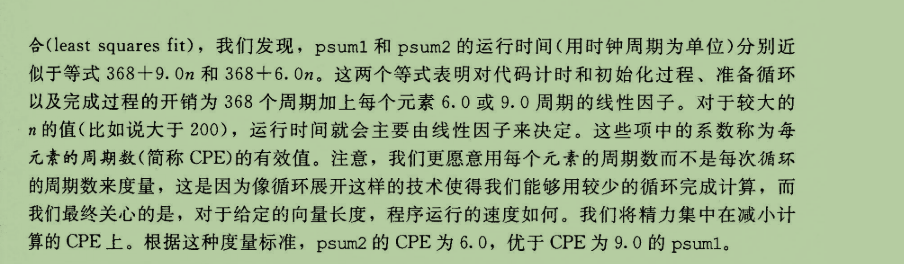 合(least squares fit)，我们发现，psum1 和 psum2 的运行时间(用时钟周期为单位)分别近
似于等式 368＋9.0n 和 368＋6.0n。这两个等式表明对代码计时和初始化过程、准备循环
以及完成过程的开销为 368 个周期加上每个元素 6.0 或 9.0 周期的线性因子。对于较大的
n 的值(比如说大于 200)，运行时间就会主要由线性因子来决定。这些项中的系数称为每
元素的周期数(简称 CPE)的有效值。注意，我们更愿意用每个元素的周期数而不是每次循环
的周期数来度量，这是因为像循环展开这样的技术使得我们能够用较少的循环完成计算，而
我们最终关心的是，对于给定的向量长度，程序运行的速度如何。我们将精力集中在减小计
算的 CPE 上。根据这种度量标准，psum2 的 CPE 为 6.0，优于 CPE 为 9.0 的 psum1。